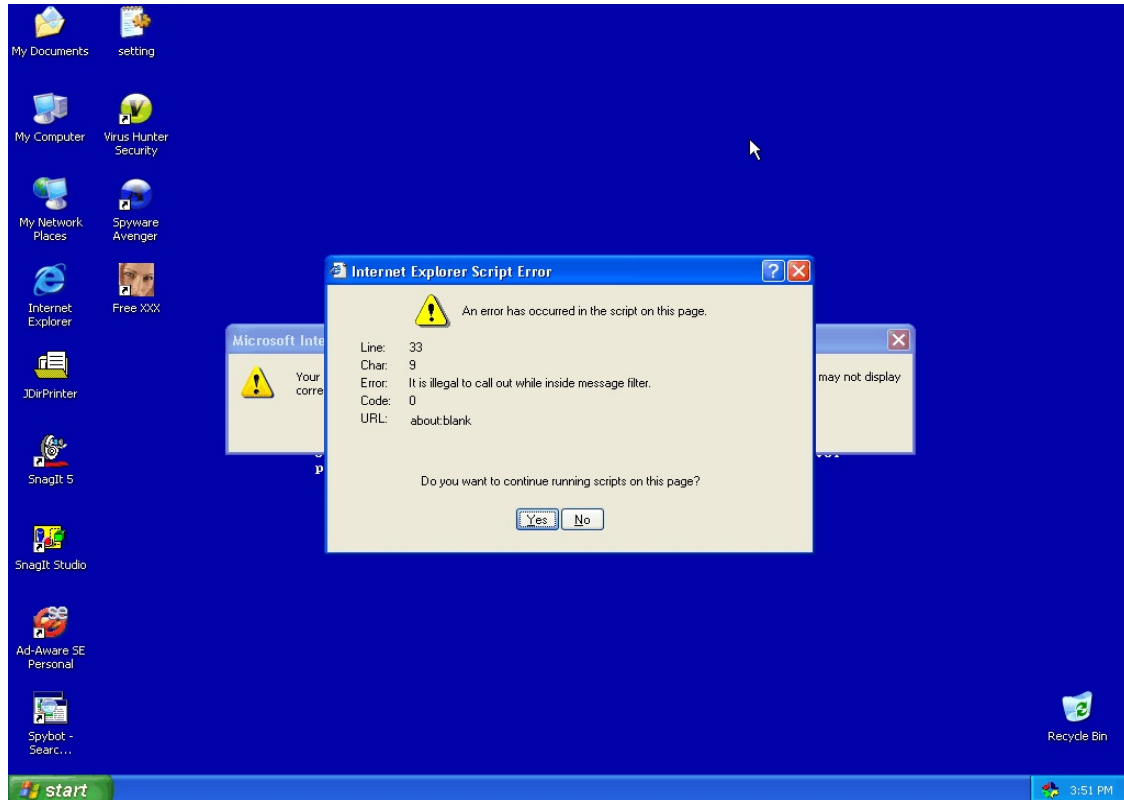 My Documents
setting
My Computer
Virus Hunter
Security
My Network
Places
Spyware
Avenger
Internet
Explorer
Free XXX
JDirPrinter
SnagIt 5
SnagIt Studio
Ad-Aware SE
Personal
Spybot -
Searc...
Microsoft Inte
Your
corre
may not display
p
Internet Explorer Script Error
An error has occurred in the script on this page.
Line: 33
Char: 9
Error: It is illegal to call out while inside message filter.
Code: 0
URL: about:blank
Do you want to continue running scripts on this page?
Yes No
Recycle Bin
start
3:51 PM